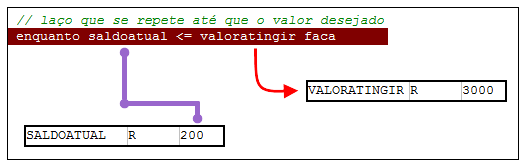 // laço que se repete até que o valor desejado
enquanto saldoatual <= valoratingir faca
VALORATINGIR R 3000
SALDOATUAL R 200